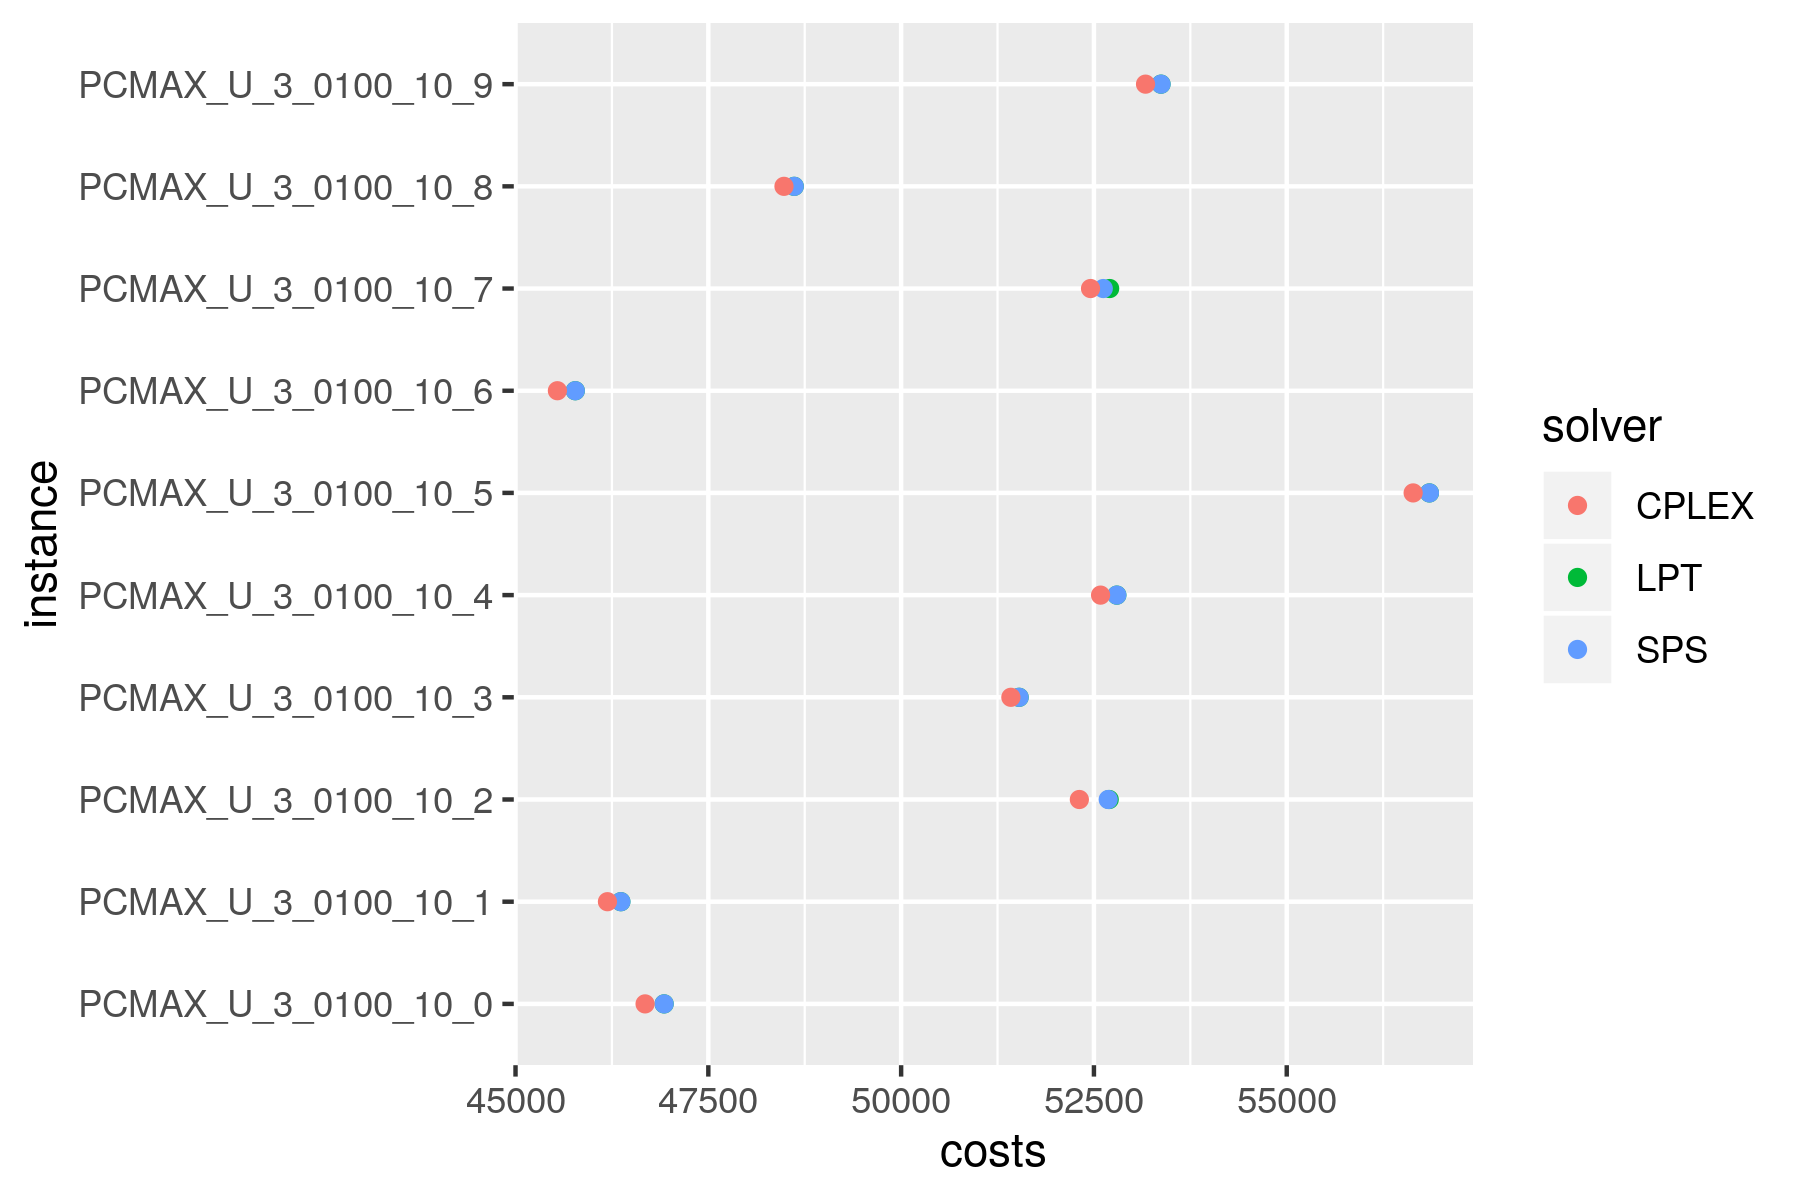 PCMAX_U_3_0100_10_9
PCMAX_U_3_0100_10_8
PCMAX_U_3_0100_10_7
PCMAX_U_3_0100_10_6
PCMAX_U_3_0100_10_5
PCMAX_U_3_0100_10_4
PCMAX_U_3_0100_10_3
PCMAX_U_3_0100_10_2
PCMAX_U_3_0100_10_1
PCMAX_U_3_0100_10_0
instance
45000 47500 50000 52500 55000
costs
solver
CPLEX
LPT
SPS